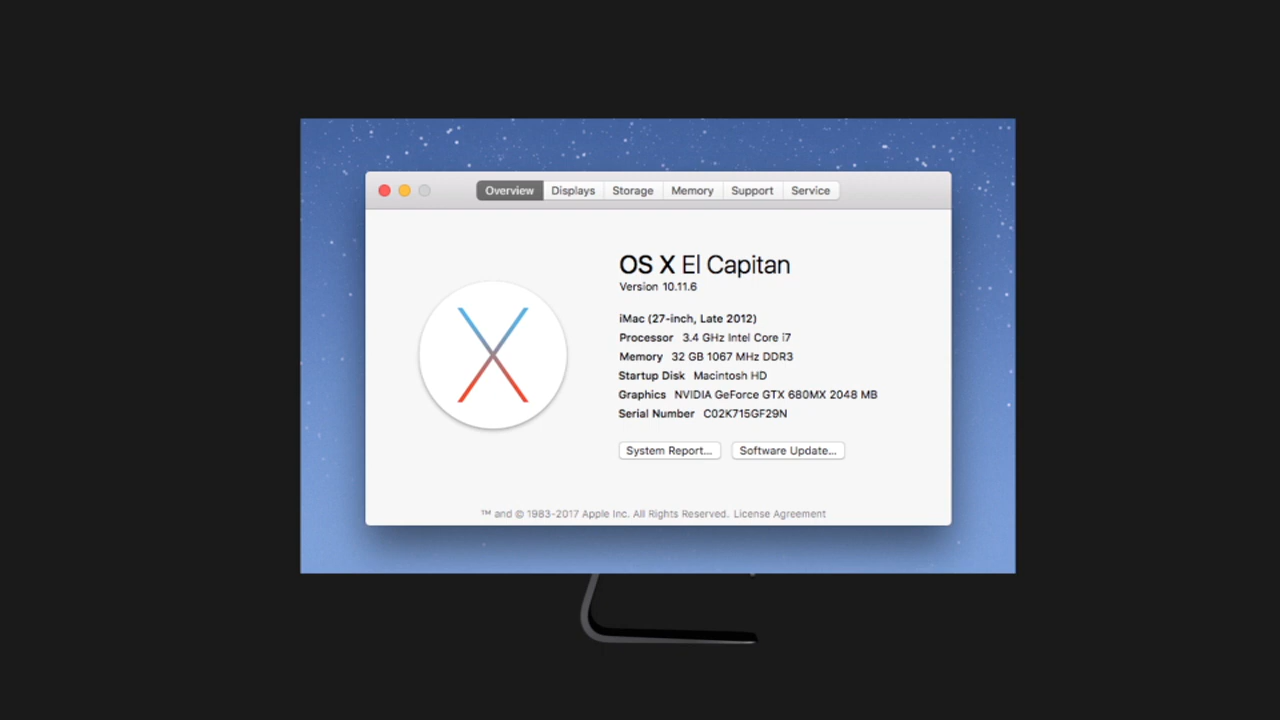 Overview Displays Storage Memory Support Service
OS X El Capitan
Version 10.11.6
iMac (27-inch, Late 2012)
Processor 3.4 GHz Intel Core i7
Memory 32 GB 1067 MHz DDR3
Startup Disk Macintosh HD
Graphics NVIDIA GeForce GTX 680MX 2048 MB
Serial Number C02K715GF29N
System Report... Software Update...
™ and © 1983-2017 Apple Inc. All Rights Reserved. License Agreement